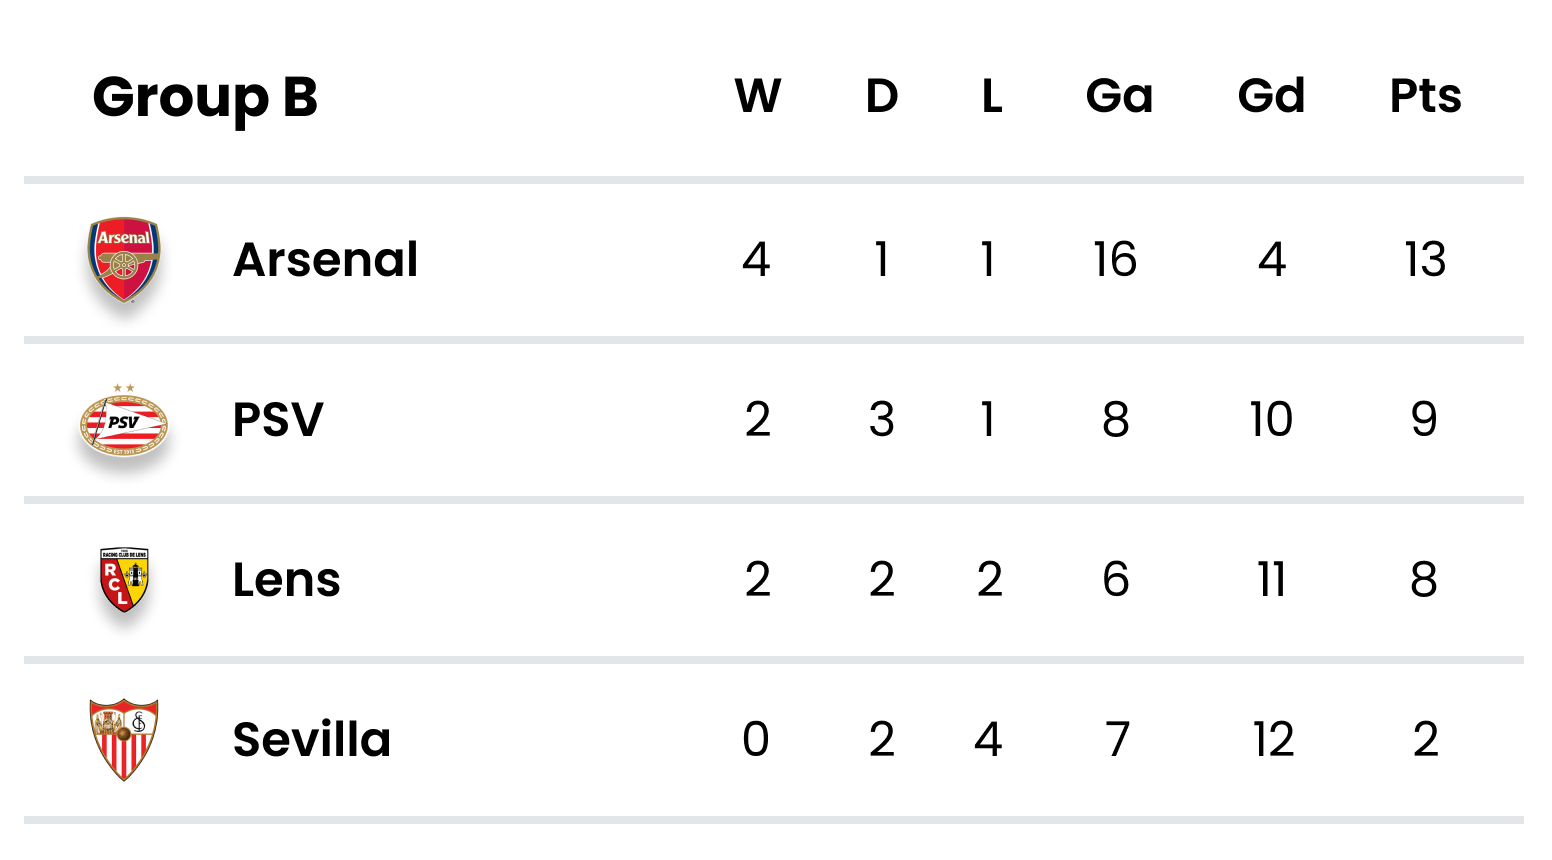 Group B W D L Ga Gd Pts
Arsenal Arsenal 4 1 1 16 4 13
PSV EST 1913 PSV 2 3 1 8 10 9
RACING CLUB DE LENS RCL Lens 2 2 2 6 11 8
Sevilla 0 2 4 7 12 2